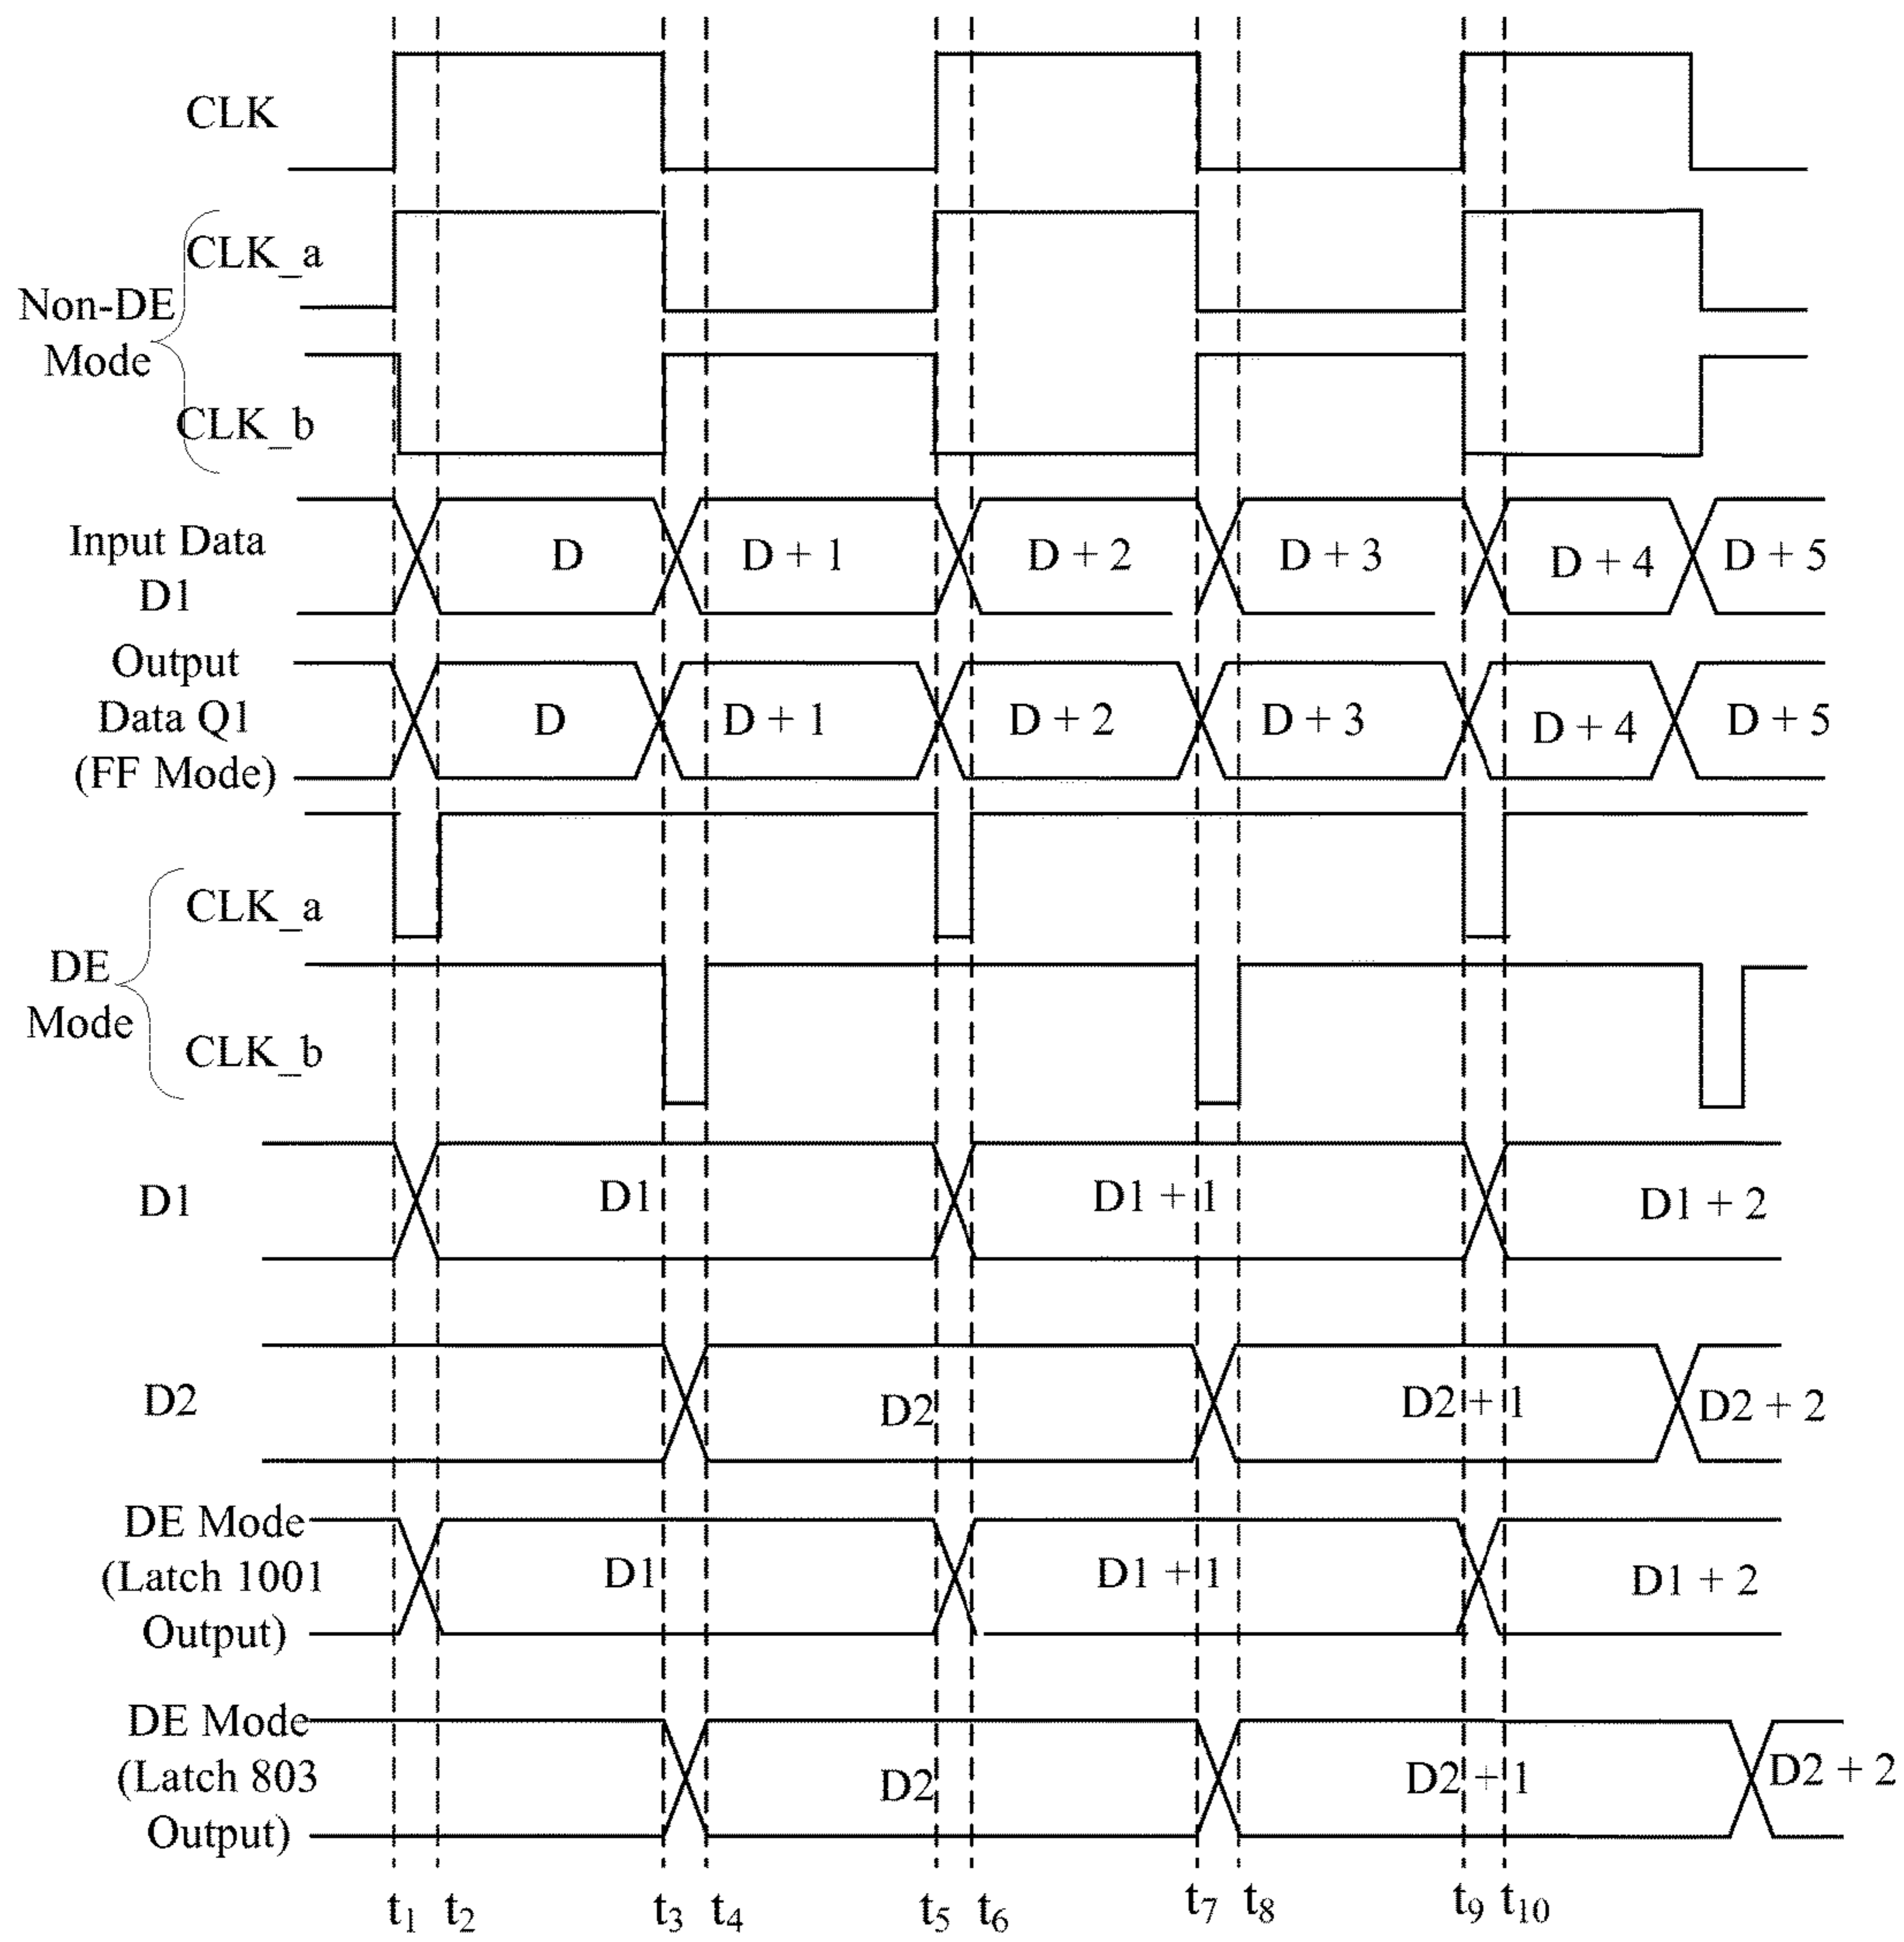 CLK
CLK_a
Non-DE
Mode
CLK_b
Input Data
D1
D
D + 1
D + 2
D + 3
D + 4
D + 5
Output
Data Q1
(FF Mode)
D
D + 1
D + 2
D + 3
D + 4
D + 5
CLK_a
DE
Mode
CLK_b
D1
D1
D1 + 1
D1 + 2
D2
D2
D2 + 1
D2 + 2
DE Mode
(Latch 1001
Output)
D1
D1 + 1
D1 + 2
DE Mode
(Latch 803
Output)
D2
D2 + 1
D2 + 2
t1 t2 t3 t4 t5 t6 t7 t8 t9 t10